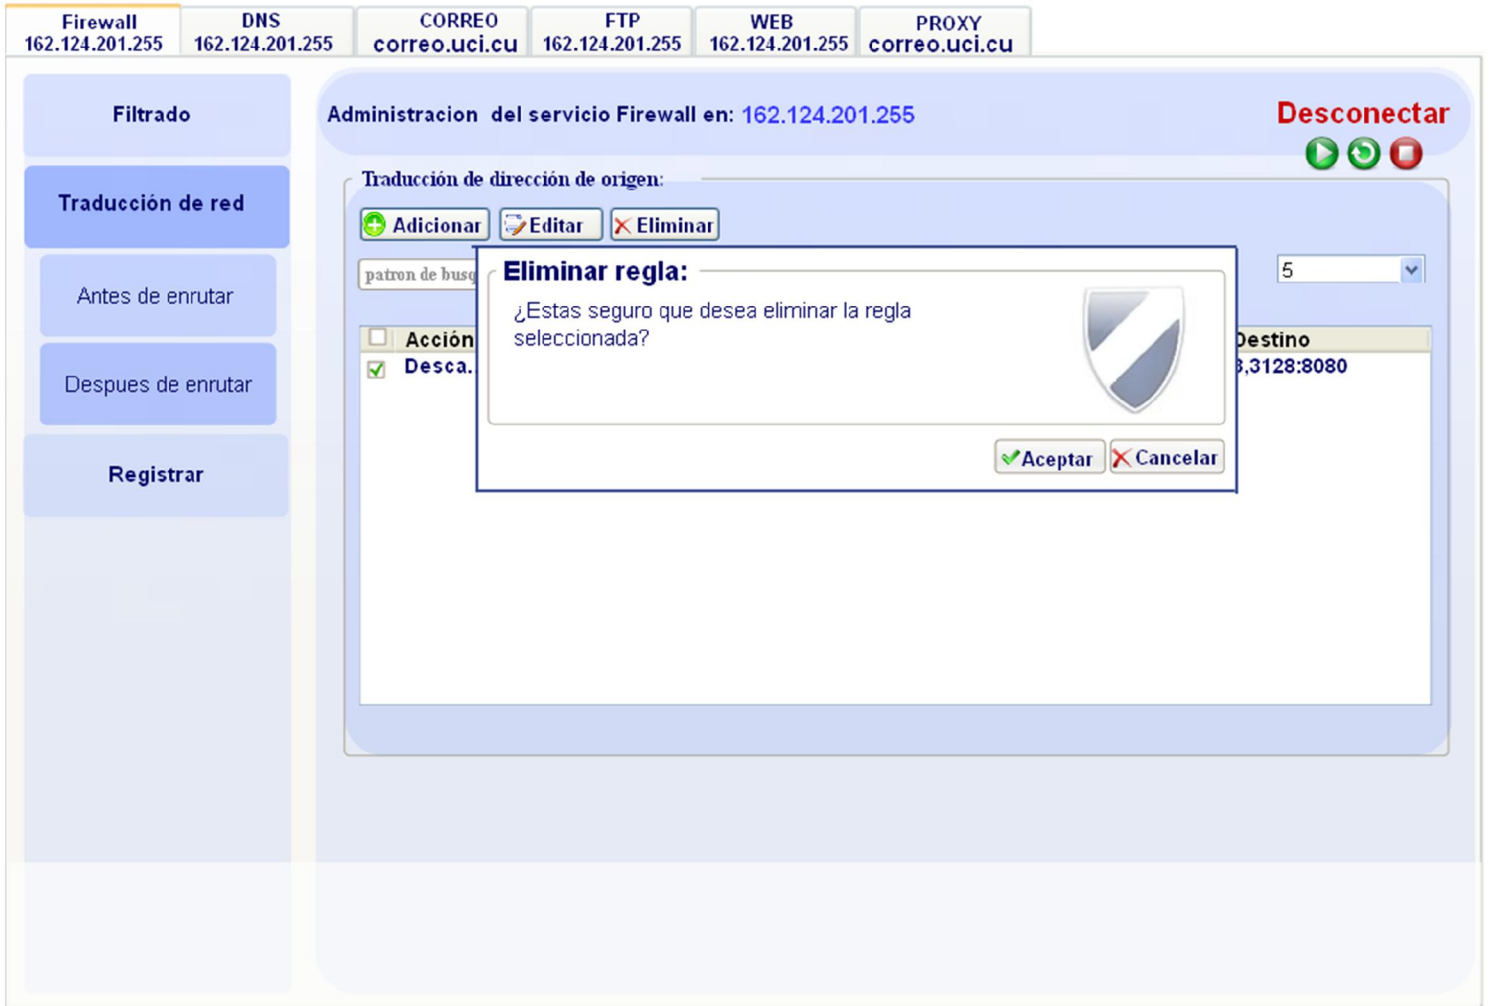 Firewall
162.124.201.255
DNS
162.124.201.255
CORREO
correo.uci.cu
FTP
162.124.201.255
WEB
162.124.201.255
PROXY
correo.uci.cu
Filtrado
Traducción de red
Antes de enrutar
Despues de enrutar
Registrar
Administracion del servicio Firewall en: 162.124.201.255
Desconectar
Traducción de dirección de origen:
Adicionar Editar Eliminar
patron de busq
5
Eliminar regla:
¿Estas seguro que desea eliminar la regla
seleccionada?
Aceptar Cancelar
Acción Destino
Desca.. 3,3128:8080